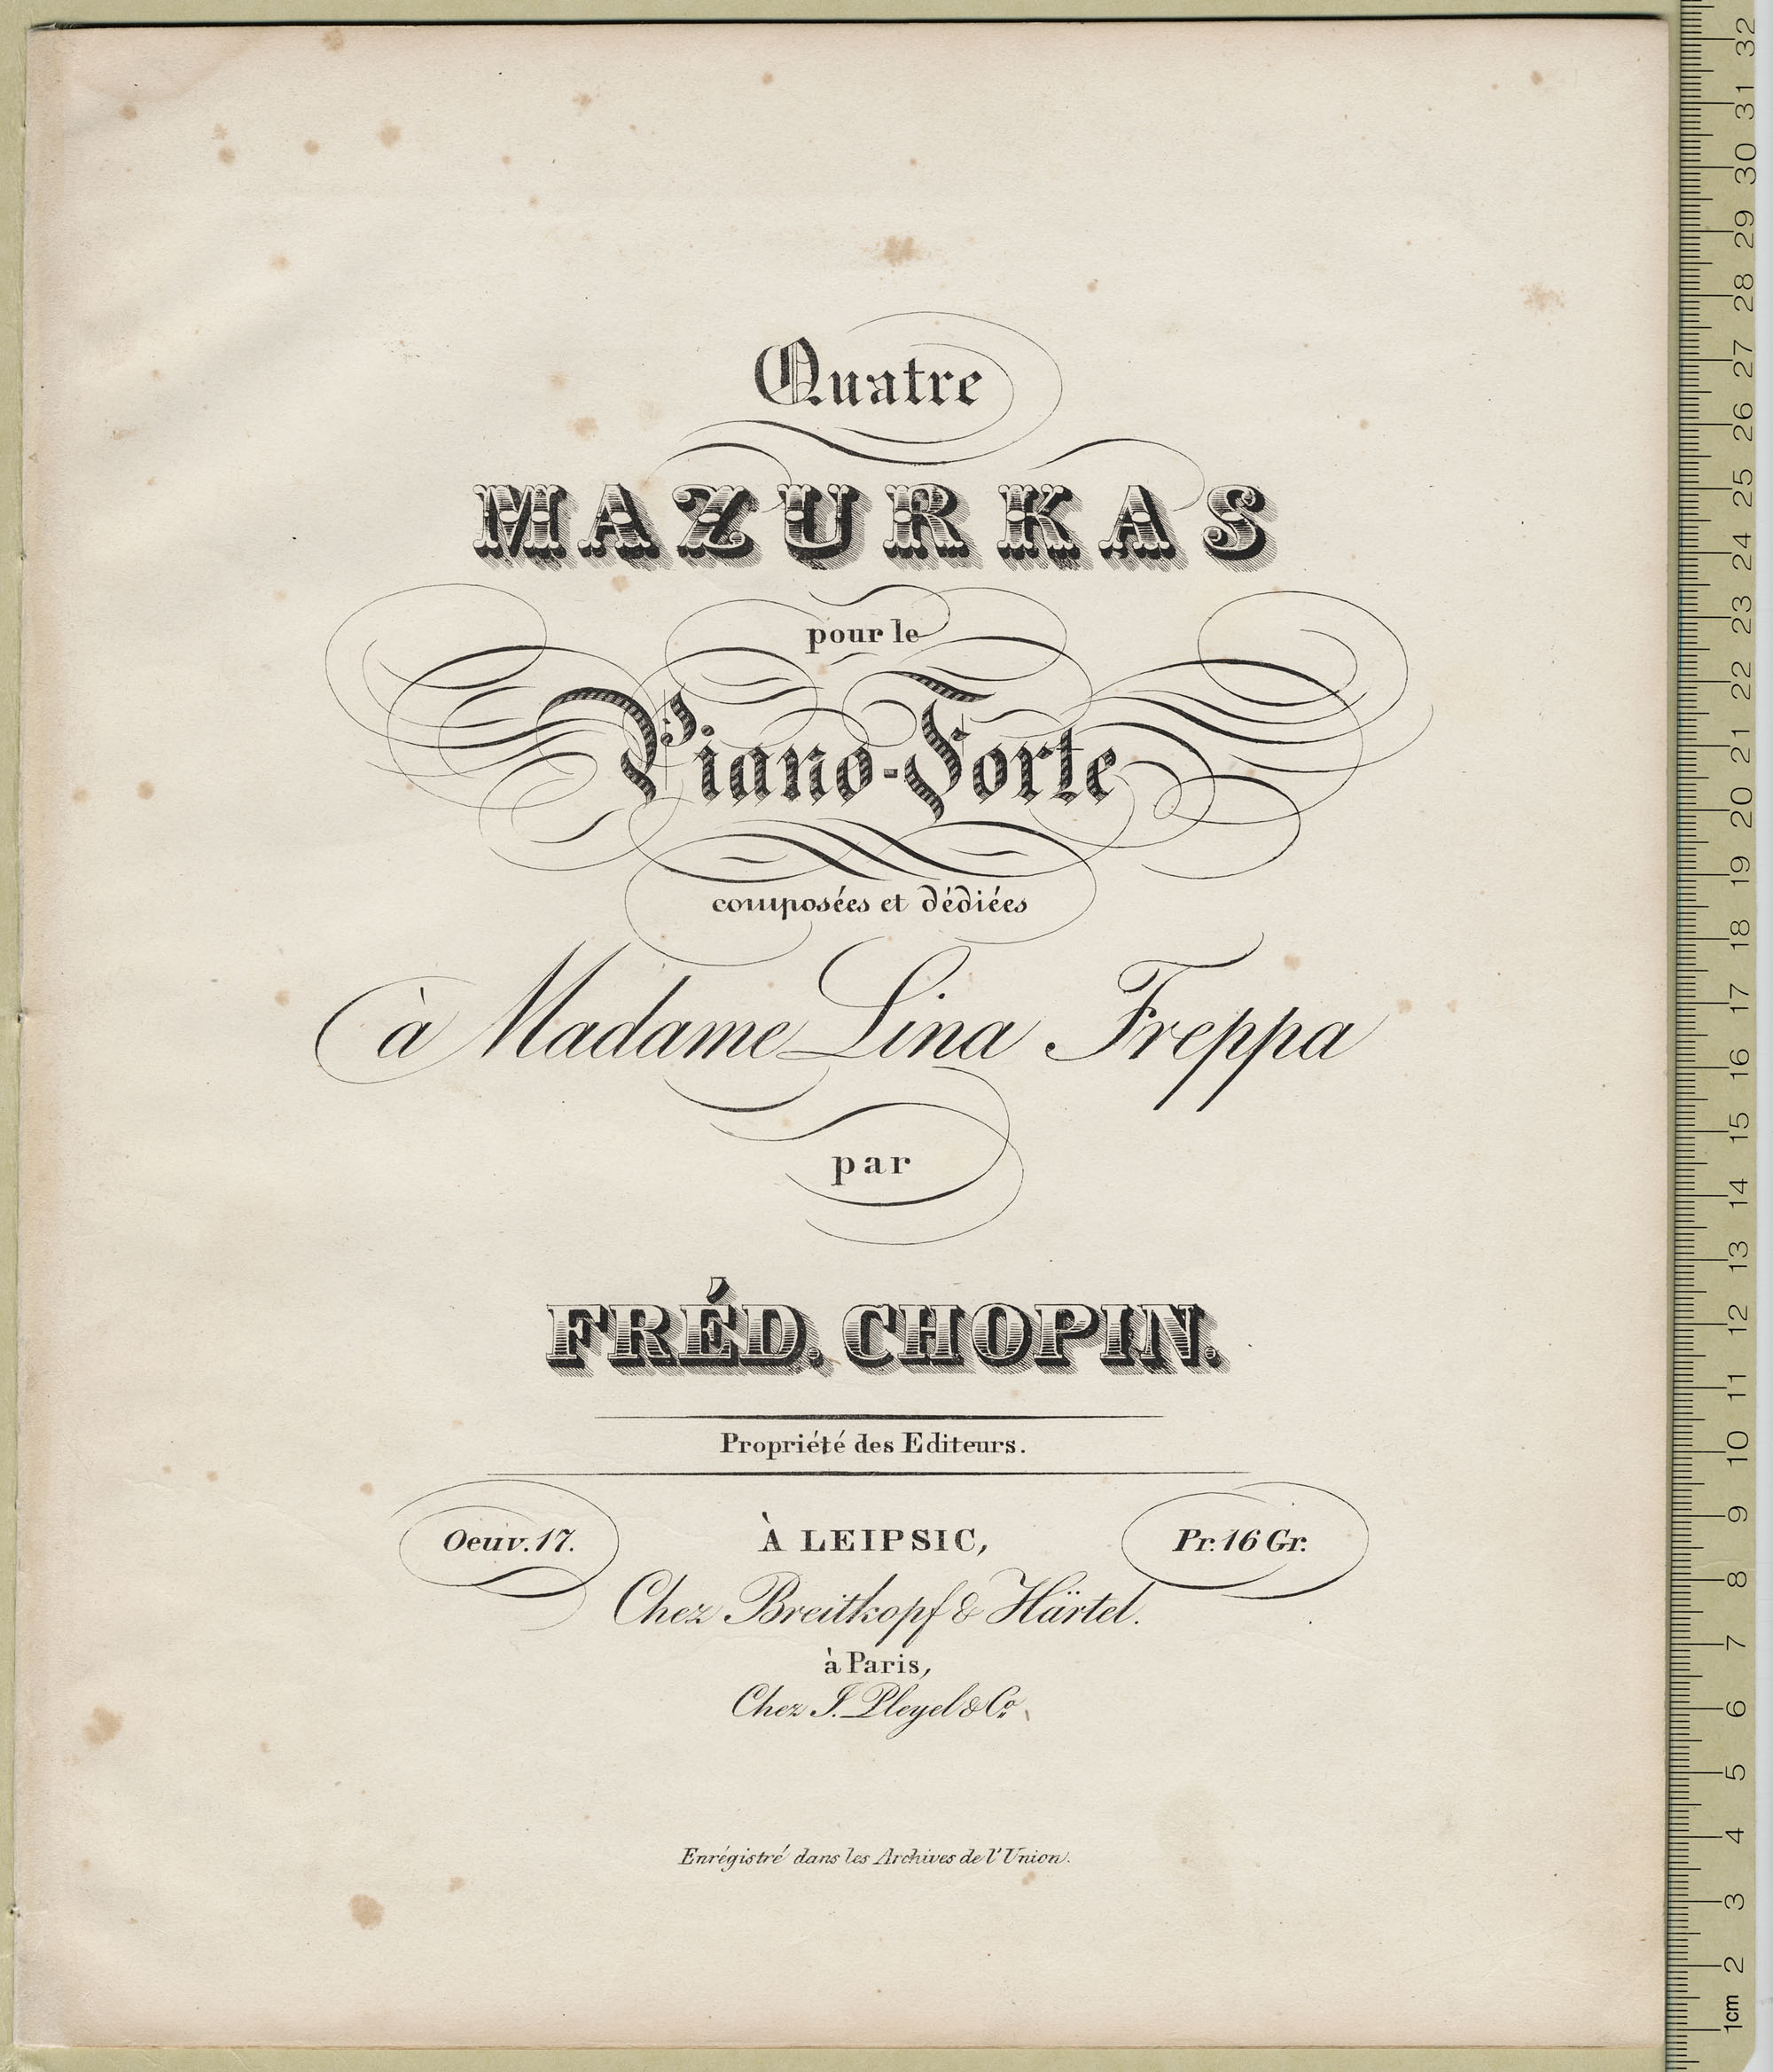 Quatre
MAZURKAS
pour le
Piano-Forte
composées et dédiées
à Madame Lina Freppa
par
FRÉD. CHOPIN.
Propriété des Editeurs.
Oeuv. 17. À LEIPSIC, Pr. 16 Gr.
Chez Breitkopf & Härtel.
à Paris,
Chez I. Pleyel & Co.
Enrégistré dans les Archives de l'Union.
32
31
30
29
28
27
26
25
24
23
22
21
20
19
18
17
16
15
14
13
12
11
10
9
8
7
6
5
4
3
2
1cm